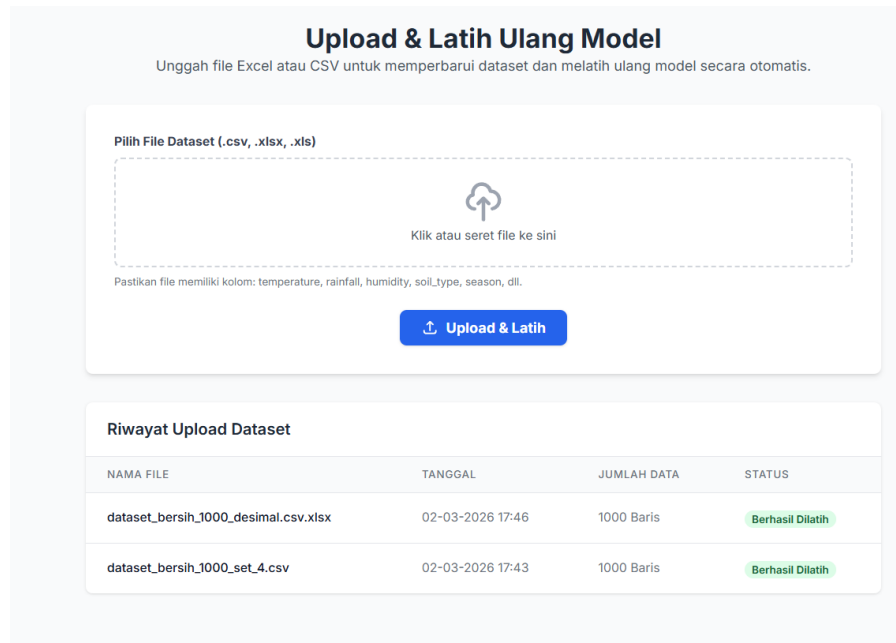 Upload & Latih Ulang Model
Unggah file Excel atau CSV untuk memperbarui dataset dan melatih ulang model secara otomatis.
Pilih File Dataset (.csv, .xlsx, .xls)
Klik atau seret file ke sini
Pastikan file memiliki kolom: temperature, rainfall, humidity, soil_type, season, dll.
Upload & Latih
Riwayat Upload Dataset
NAMA FILE TANGGAL JUMLAH DATA STATUS
dataset_bersih_1000_desimal.csv.xlsx 02-03-2026 17:46 1000 Baris Berhasil Dilatih
dataset_bersih_1000_set_4.csv 02-03-2026 17:43 1000 Baris Berhasil Dilatih